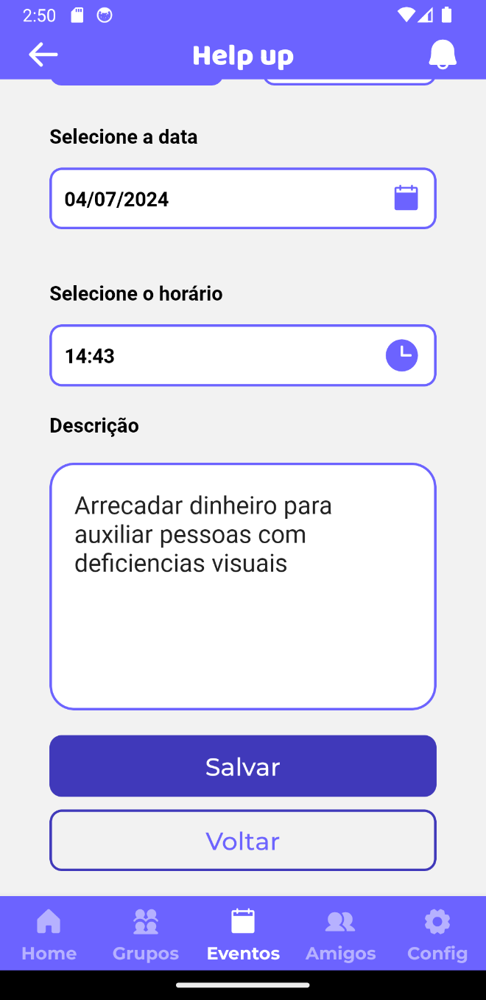 2:50
Help up
Selecione a data
04/07/2024
Selecione o horário
14:43
Descrição
Arrecadar dinheiro para
auxiliar pessoas com
deficiencias visuais
Salvar
Voltar
Home Grupos Eventos Amigos Config